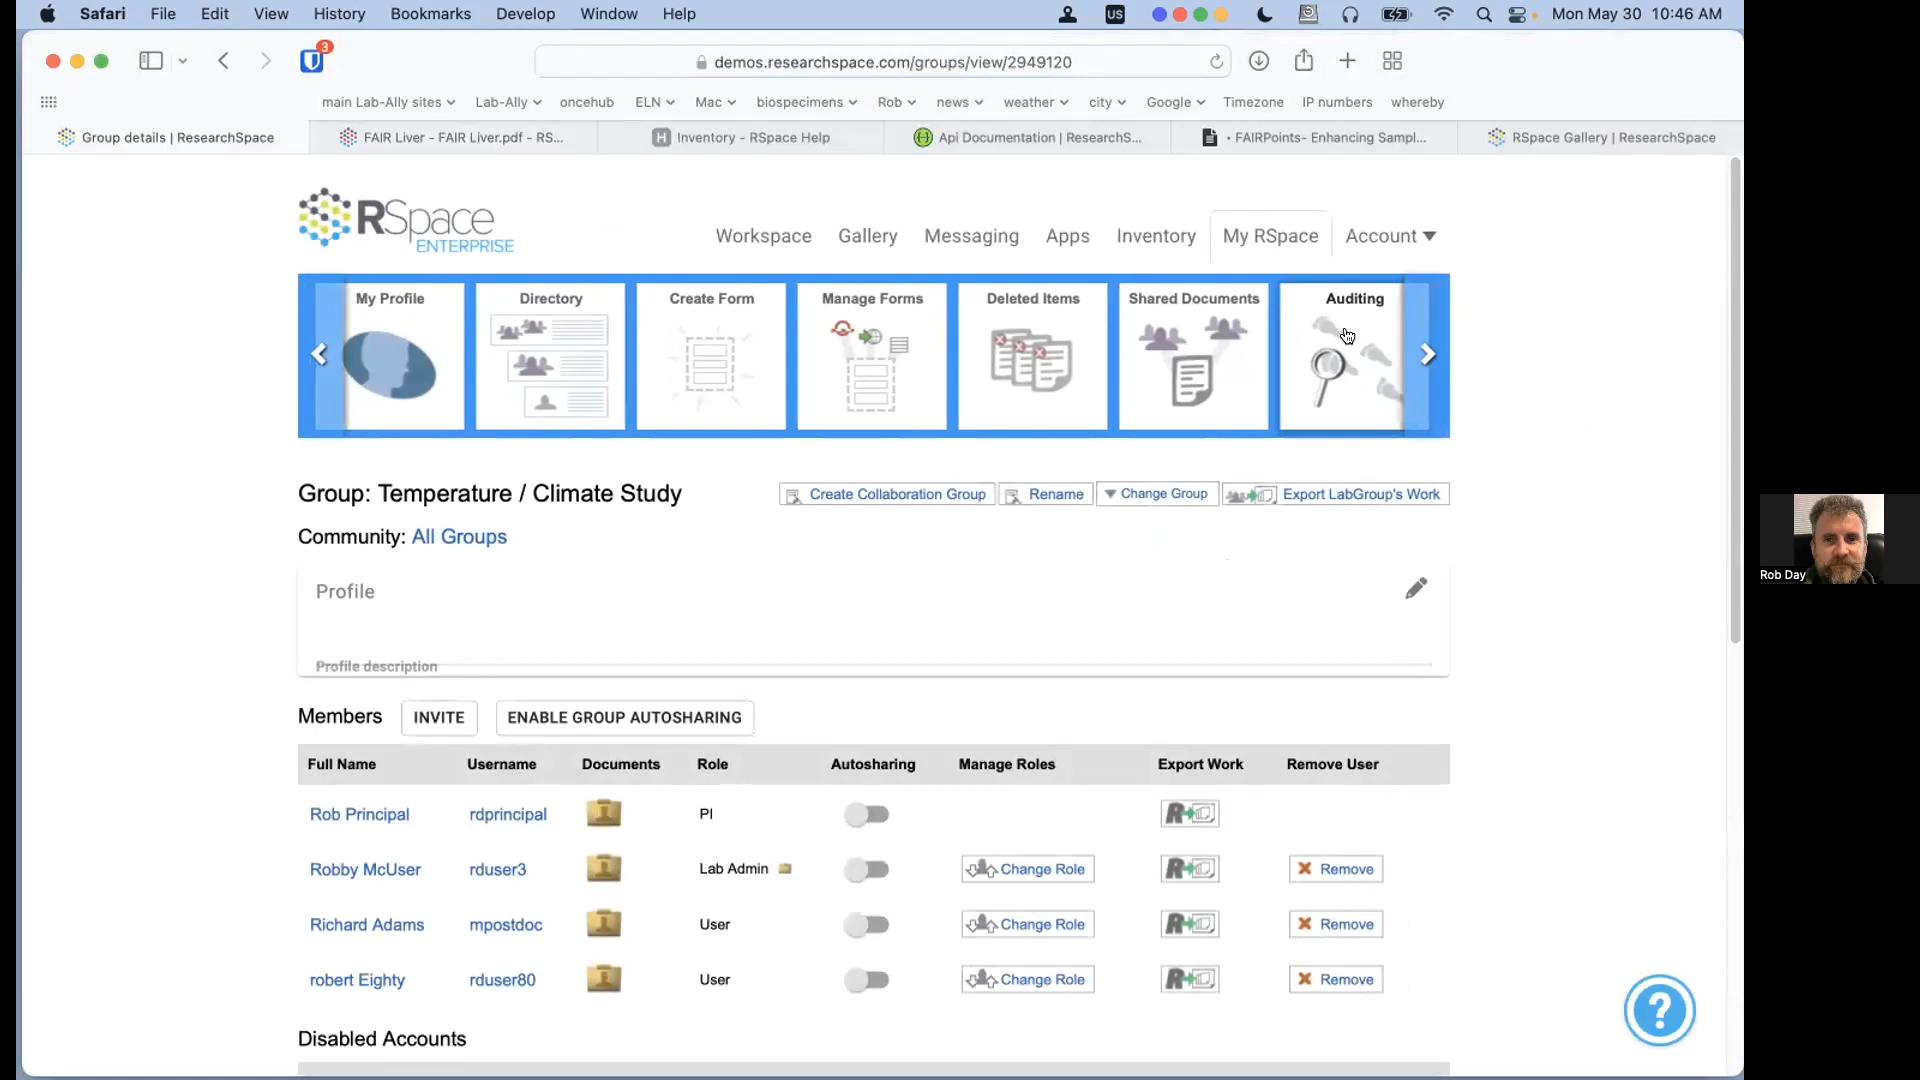 Safari File Edit View History Bookmarks Develop Window Help US Mon May 30 10:46 AM
3 demos.researchspace.com/groups/view/2949120
main Lab-Ally sites Lab-Ally oncehub ELN Mac biospecimens Rob news weather city Google Timezone IP numbers whereby
Group details | ResearchSpace FAIR Liver - FAIR Liver.pdf - RS... H Inventory - RSpace Help Api Documentation | ResearchS... • FAIRPoints- Enhancing Sampl... RSpace Gallery | ResearchSpace
RSpace
ENTERPRISE
Workspace Gallery Messaging Apps Inventory My RSpace Account
My Profile Directory Create Form Manage Forms Deleted Items Shared Documents Auditing
Group: Temperature / Climate Study Create Collaboration Group Rename Change Group Export LabGroup's Work
Community: All Groups
Profile
Profile description
Members INVITE ENABLE GROUP AUTOSHARING
Full Name Username Documents Role Autosharing Manage Roles Export Work Remove User
Rob Principal rdprincipal PI R
Robby McUser rduser3 Lab Admin Change Role R Remove
Richard Adams mpostdoc User Change Role R Remove
robert Eighty rduser80 User Change Role R Remove
Disabled Accounts
?
Rob Day